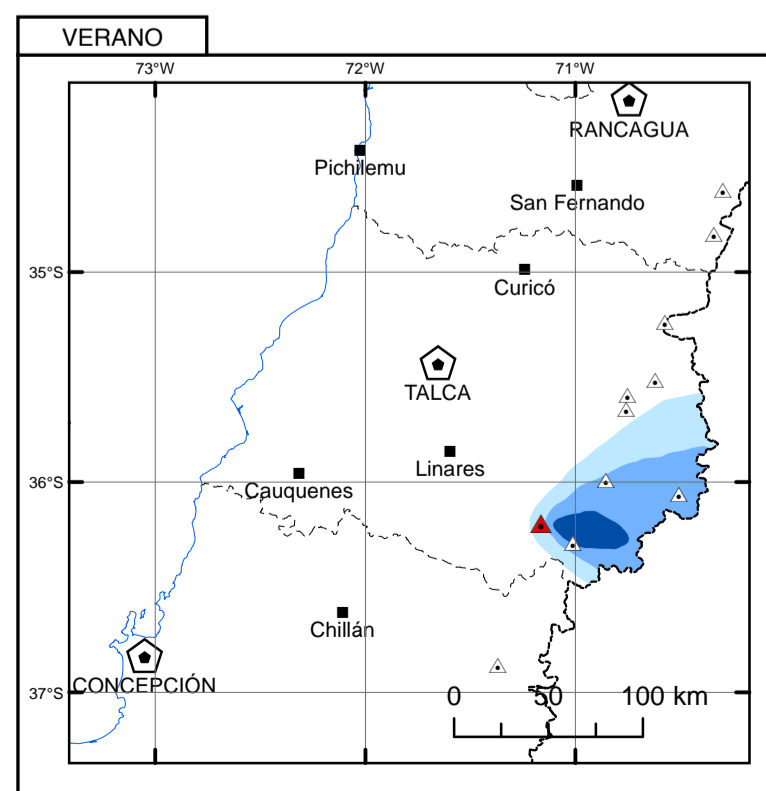 VERANO
73°W 72°W 71°W
RANCAGUA
Pichilemu
San Fernando
35°S
Curicó
TALCA
Linares
36°S
Cauquenes
Chillán
CONCEPCIÓN
37°S
0 50 100 km